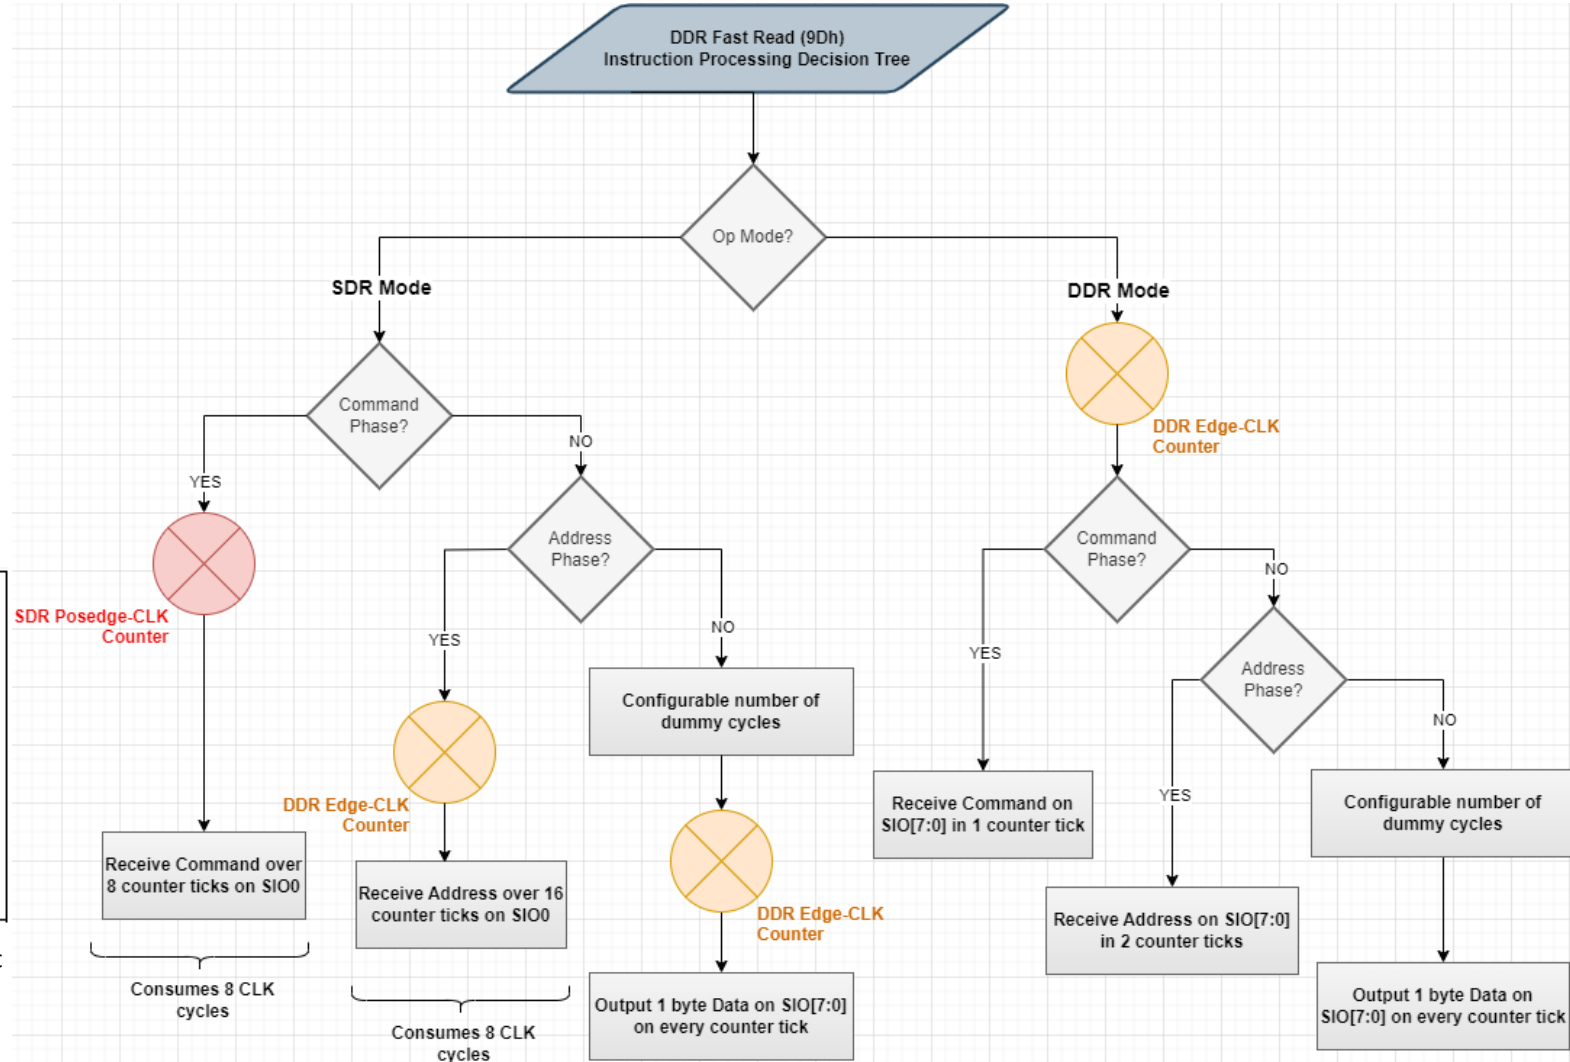 DDR Fast Read (9Dh)
Instruction Processing Decision Tree
Op Mode?
SDR Mode
DDR Mode
Command
Phase?
YES
NO
SDR Posedge-CLK
Counter
Receive Command over
8 counter ticks on SIO0
Consumes 8 CLK
cycles
Address
Phase?
YES
NO
DDR Edge-CLK
Counter
Receive Address over 16
counter ticks on SIO0
Consumes 8 CLK
cycles
Configurable number of
dummy cycles
DDR Edge-CLK
Counter
Output 1 byte Data on SIO[7:0]
on every counter tick
DDR Edge-CLK
Counter
Command
Phase?
YES
NO
Receive Command on
SIO[7:0] in 1 counter tick
Address
Phase?
YES
NO
Receive Address on SIO[7:0]
in 2 counter ticks
Configurable number of
dummy cycles
Output 1 byte Data on
SIO[7:0] on every counter tick